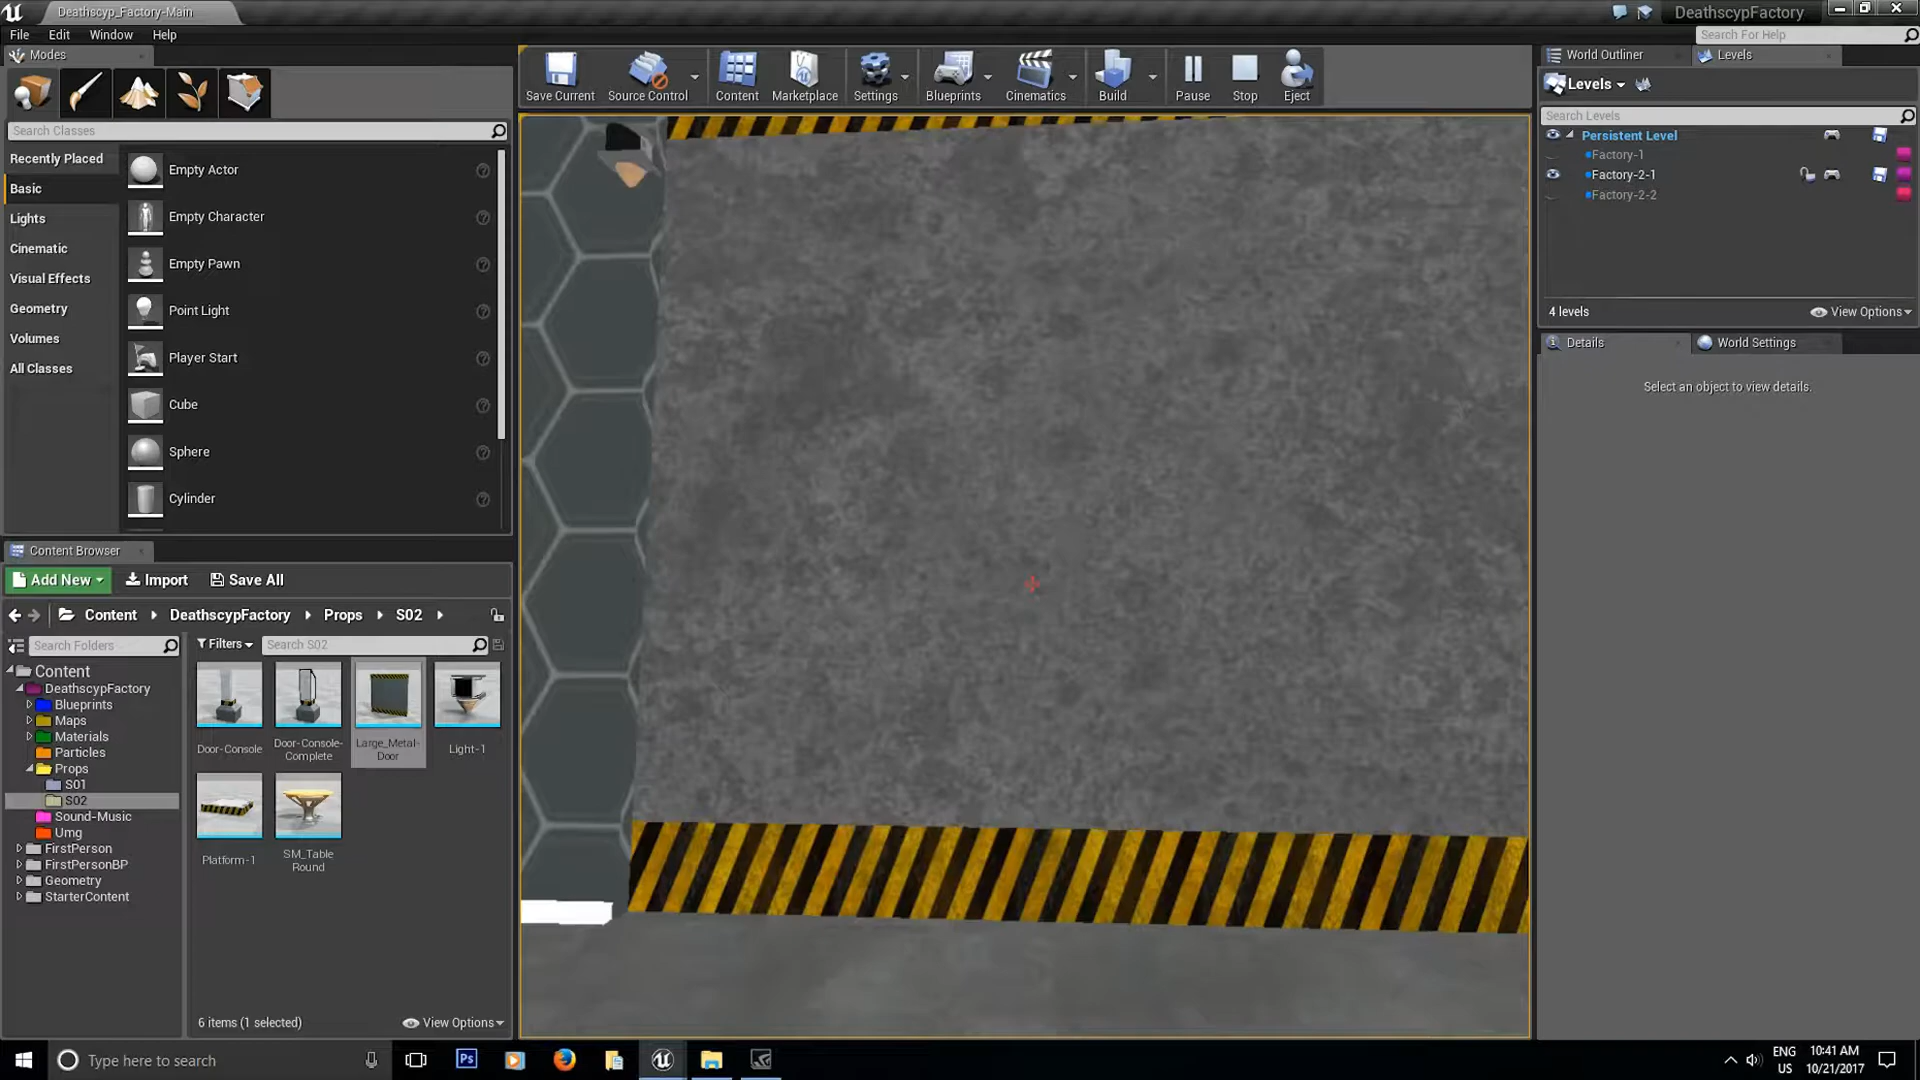 Deathscyp_Factory-Main
DeathscypFactory
File Edit Window Help
Search For Help
Modes
Save Current
Source Control
Content
Marketplace
Settings
Blueprints
Cinematics
Build
Pause
Stop
Eject
World Outliner
Levels
Levels
Search Levels
Persistent Level
Factory-1
Factory-2-1
Factory-2-2
4 levels
View Options
Details
World Settings
Select an object to view details.
Search Classes
Recently Placed
Basic
Lights
Cinematic
Visual Effects
Geometry
Volumes
All Classes
Empty Actor
Empty Character
Empty Pawn
Point Light
Player Start
Cube
Sphere
Cylinder
Content Browser
Add New
Import
Save All
Content
DeathscypFactory
Props
S02
Search Folders
Filters
Search S02
Content
DeathscypFactory
Blueprints
Maps
Materials
Particles
Props
S01
S02
Sound-Music
Umg
FirstPerson
FirstPersonBP
Geometry
StarterContent
Door-Console
Door-Console-
Complete
Large_Metal-
Door
Light-1
Platform-1
SM_Table
Round
6 items (1 selected)
View Options
Type here to search
Ps
ENG
US
10:41 AM
10/21/2017